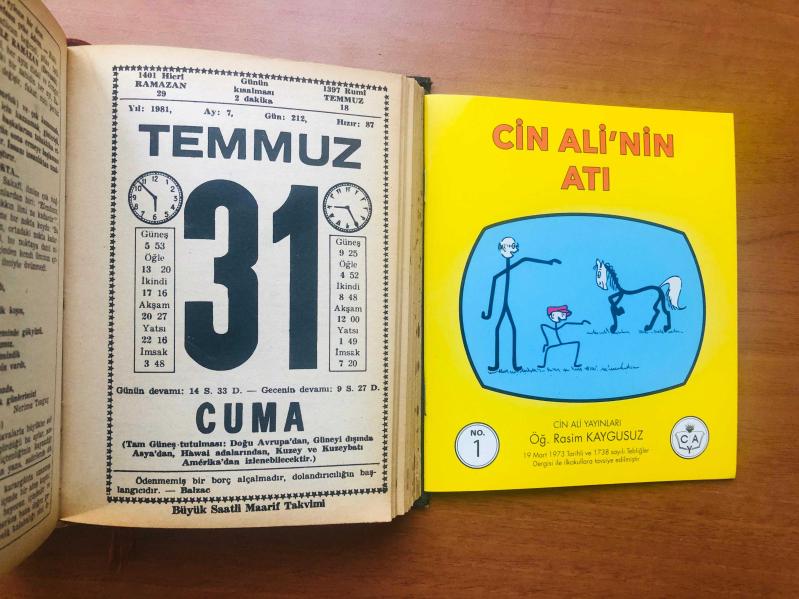 1401 Hicrî
RAMAZAN
29
Günün
kısalması
2 dakika
1397 Rumî
TEMMUZ
18
Yıl: 1981, Ay: 7, Gün: 212, Hızır: 87
TEMMUZ
31
Güneş
5 53
Öğle
13 20
İkindi
17 16
Akşam
20 27
Yatsı
22 16
İmsak
3 48
Güneş
9 25
Öğle
4 52
İkindi
8 48
Akşam
12 00
Yatsı
1 49
İmsak
7 20
Günün devamı: 14 S. 33 D. — Gecenin devamı: 9 S. 27 D.
CUMA
(Tam Güneş tutulması: Doğu Avrupa'dan, Güneyi dışında
Asya'dan, Hawai adalarından, Kuzey ve Kuzeybatı
Amérika'dan izlenebilecektir.)
Ödenmemiş bir borç alçalmadır, dolandırıcılığın baş-
langıcıdır. — Balzac
Büyük Saatli Maarif Takvimi
CİN ALİ'NİN
ATI
NO.
1
CİN ALİ YAYINLARI
Öğ. Rasim KAYGUSUZ
19 Mart 1973 Tarihli ve 1738 sayılı Tebliğler
Dergisi ile ilkokullara tavsiye edilmiştir.
C A
Y